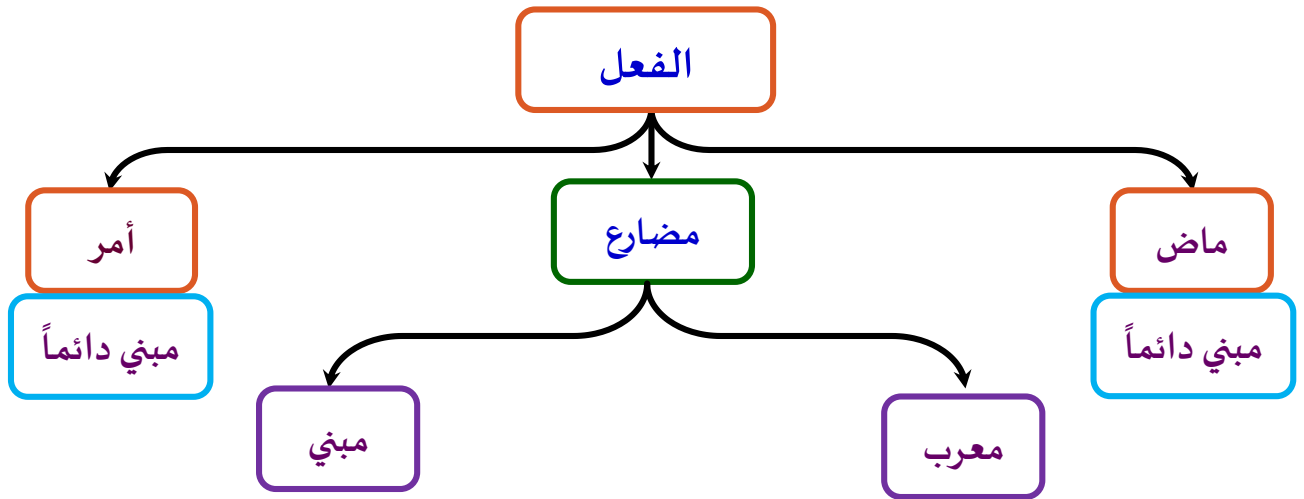 الفعل
ماض
مضارع
أمر
مبني دائماً
مبني دائماً
معرب
مبني